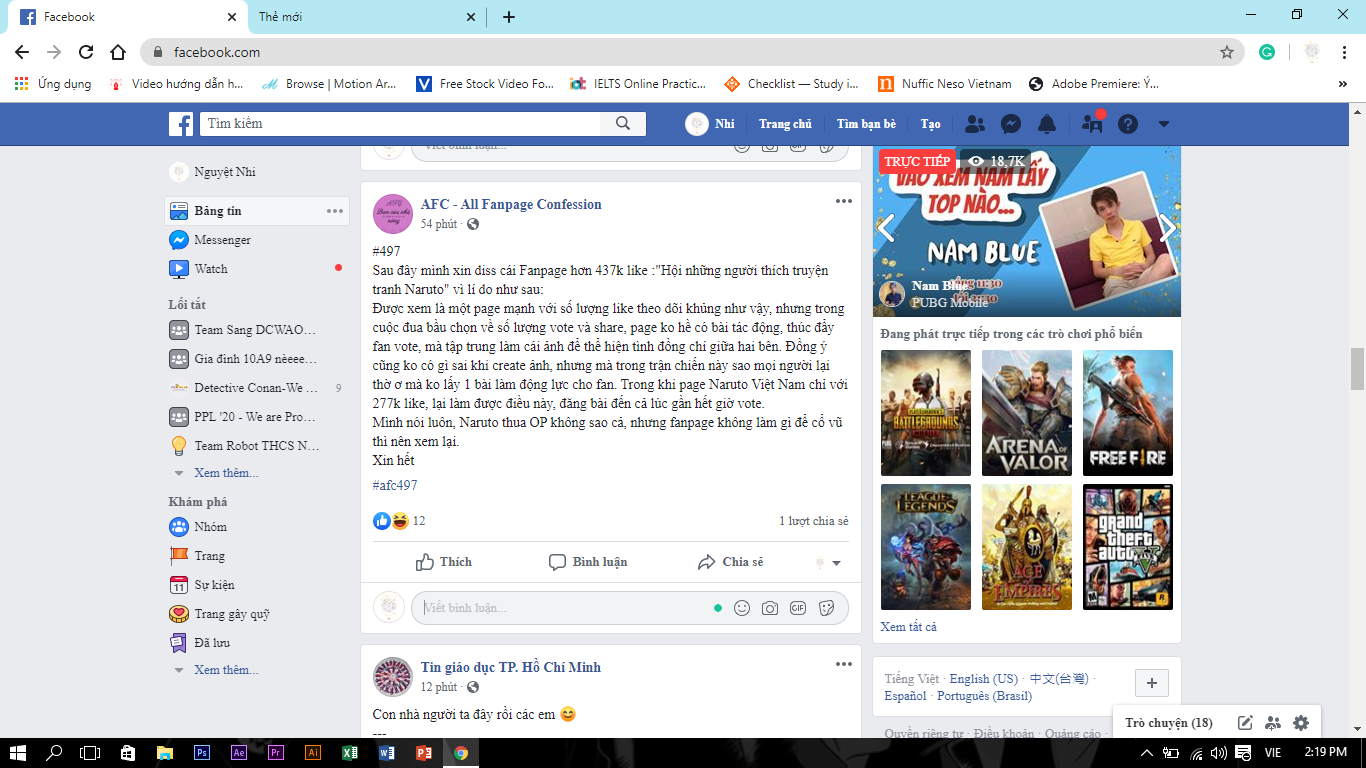 Facebook
Thẻ mới
facebook.com
Ứng dụng
Video hướng dẫn h...
Browse | Motion Ar...
Free Stock Video Fo...
IELTS Online Practic...
Checklist — Study i...
Nuffic Neso Vietnam
Adobe Premiere: Ý...
Tìm kiếm
Nhi
Trang chủ
Tìm bạn bè
Tạo
Nguyệt Nhi
Bảng tin
Messenger
Watch
Lối tắt
Team Sang DCWAO...
Gia đình 10A9 nèeee...
Detective Conan-We ... 9
PPL '20 - We are Pro...
Team Robot THCS N...
Xem thêm...
Khám phá
Nhóm
Trang
Sự kiện
11
Trang gây quỹ
Đã lưu
Xem thêm...
Viết bình luận...
AFC - All Fanpage Confession
54 phút ·
#497
Sau đây mình xin diss cái Fanpage hơn 437k like :"Hội những người thích truyện
tranh Naruto" vì lí do như sau:
Được xem là một page mạnh với số lượng like theo dõi khủng như vậy, nhưng trong
cuộc đua bầu chọn về số lượng vote và share, page ko hề có bài tác động, thúc đẩy
fan vote, mà tập trung làm cái ảnh để thể hiện tình đồng chí giữa hai bên. Đồng ý
cũng ko có gì sai khi create ảnh, nhưng mà trong trận chiến này sao mọi người lại
thờ ơ mà ko lấy 1 bài làm động lực cho fan. Trong khi page Naruto Việt Nam chỉ với
277k like, lại làm được điều này, đăng bài đến cả lúc gần hết giờ vote.
Mình nói luôn, Naruto thua OP không sao cả, nhưng fanpage không làm gì để cổ vũ
thì nên xem lại.
Xin hết
#afc497
12
1 lượt chia sẻ
Thích
Bình luận
Chia sẻ
Viết bình luận...
GIF
Tin giáo dục TP. Hồ Chí Minh
12 phút ·
Con nhà người ta đây rồi các em 😊
---
TRỰC TIẾP
18,7K
VÀO XEM NAM LẤY
TOP NÀO...
NAM BLUE
Nam Blue
PUBG Mobile
Đang phát trực tiếp trong các trò chơi phổ biến
PLAYERUNKNOWN'S
BATTLEGROUNDS
ARENA OF
VALOR
FREE FIRE
LEAGUE
LEGENDS
AGE
of
EMPIRES
grand
theft
auto
V
Xem tất cả
Tiếng Việt · English (US) · 中文(台灣) ·
Español · Português (Brasil)
Quyền riêng tư · Điều khoản · Quảng cáo ·
Trò chuyện (18)
Ps
Ae
Pr
Ai
VIE
2:19 PM